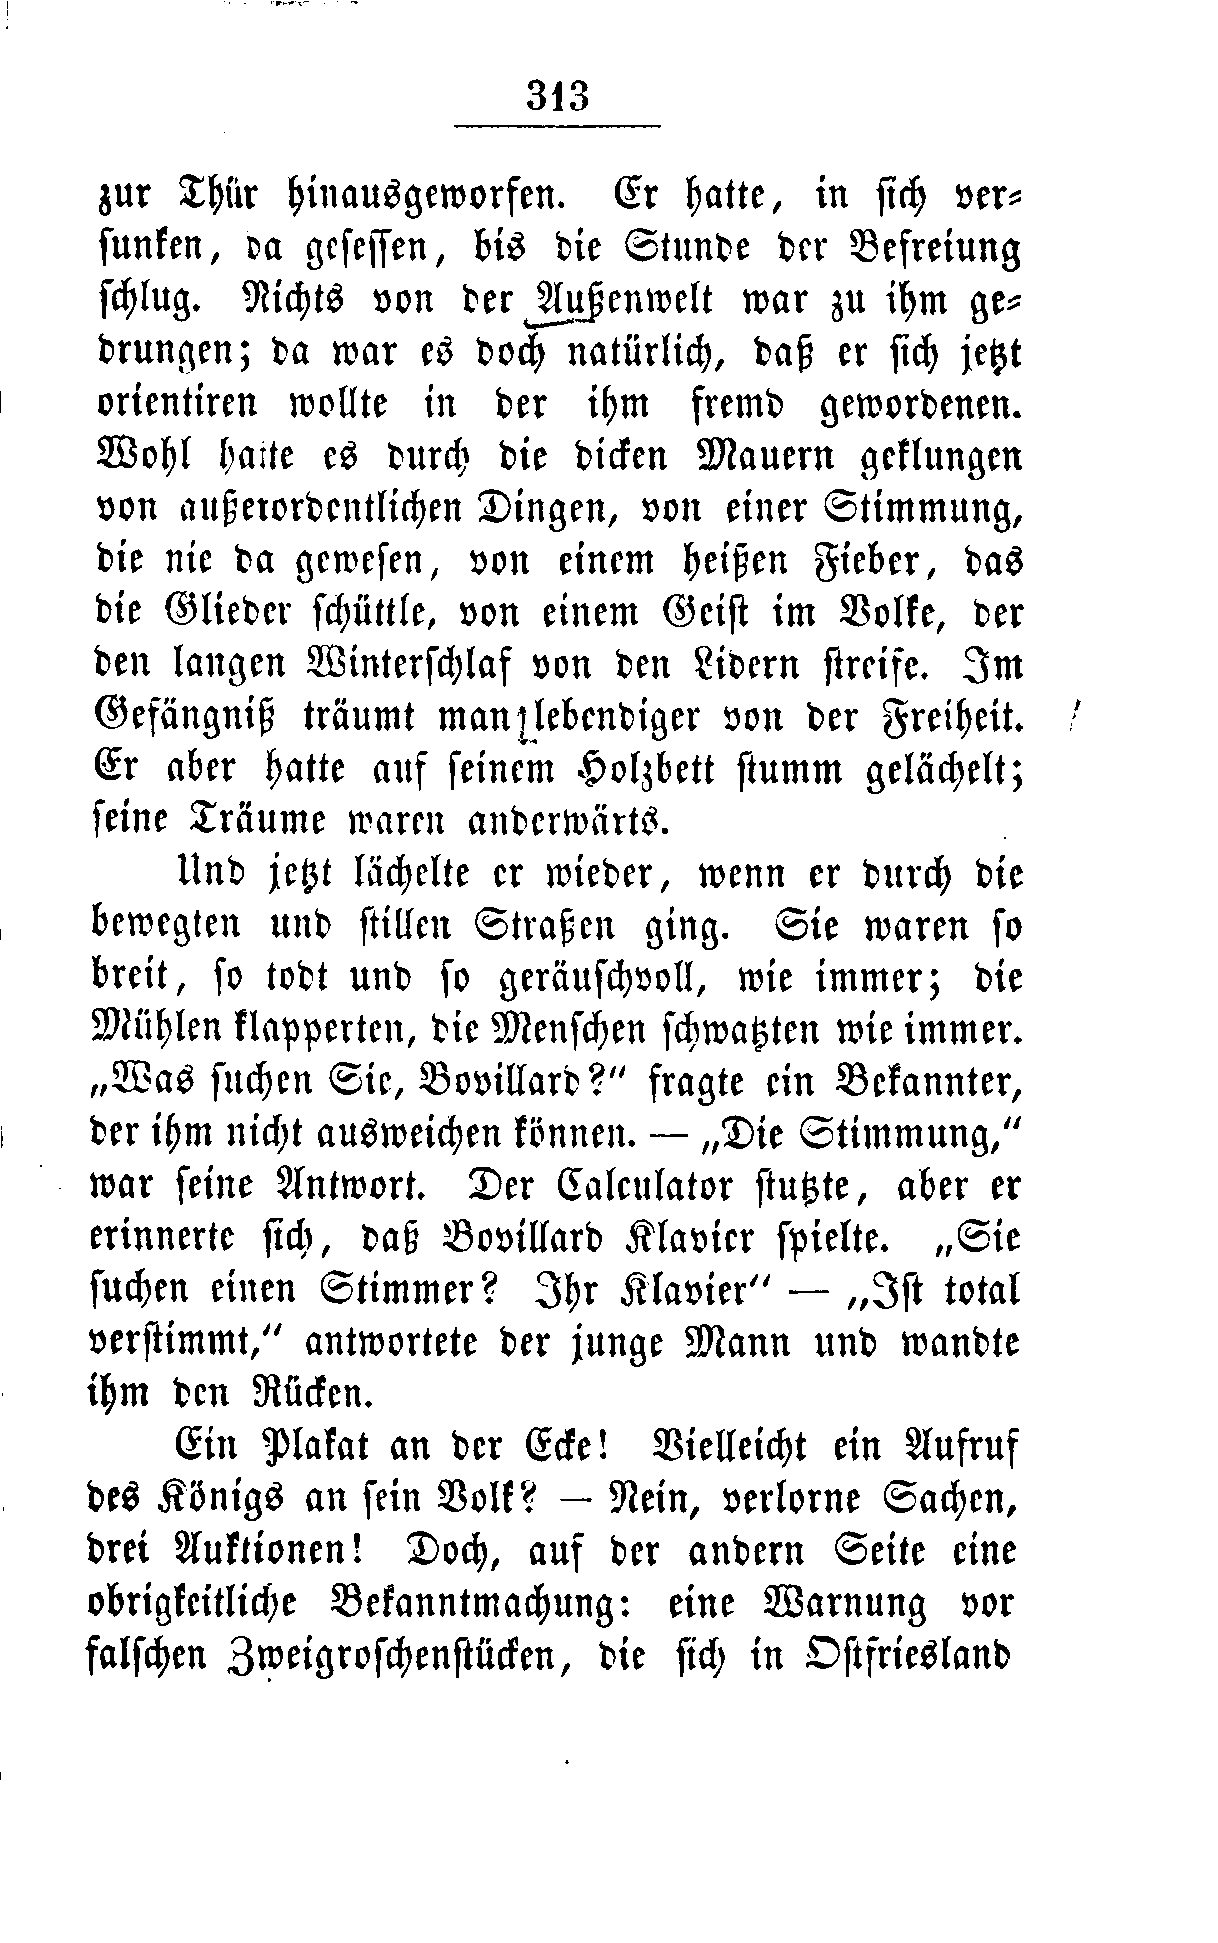 313
zur Thür hinausgeworfen. Er hatte, in sich ver-
sunken, da gesessen, bis die Stunde der Befreiung
schlug. Nichts von der Außenwelt war zu ihm ge-
drungen; da war es doch natürlich, daß er sich jetzt
orientiren wollte in der ihm fremd gewordenen.
Wohl hatte es durch die dicken Mauern geklungen
von außerordentlichen Dingen, von einer Stimmung,
die nie da gewesen, von einem heißen Fieber, das
die Glieder schüttle, von einem Geist im Volke, der
den langen Winterschlaf von den Lidern streife. Im
Gefängniß träumt man lebendiger von der Freiheit.
Er aber hatte auf seinem Holzbett stumm gelächelt;
seine Träume waren anderwärts.
Und jetzt lächelte er wieder, wenn er durch die
bewegten und stillen Straßen ging. Sie waren so
breit, so todt und so geräuschvoll, wie immer; die
Mühlen klapperten, die Menschen schwatzten wie immer.
„Was suchen Sie, Bovillard?“ fragte ein Bekannter,
der ihm nicht ausweichen können. — „Die Stimmung,“
war seine Antwort. Der Calculator stutzte, aber er
erinnerte sich, daß Bovillard Klavier spielte. „Sie
suchen einen Stimmer? Ihr Klavier“ — „Ist total
verstimmt,“ antwortete der junge Mann und wandte
ihm den Rücken.
Ein Plakat an der Ecke! Vielleicht ein Aufruf
des Königs an sein Volk? — Nein, verlorne Sachen,
drei Auktionen! Doch, auf der andern Seite eine
obrigkeitliche Bekanntmachung: eine Warnung vor
falschen Zweigroschenstücken, die sich in Ostfriesland